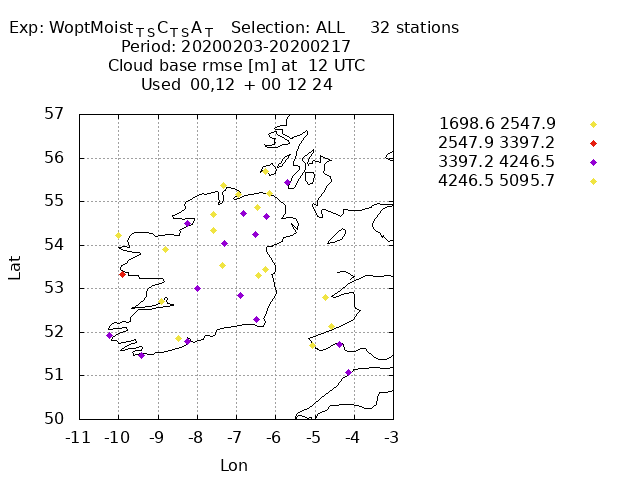 Exp: WoptMoist T S C T S A T Selection: ALL 32 stations
Period: 20200203-20200217
Cloud base rmse [m] at 12 UTC
Used 00,12 + 00 12 24
1698.6 2547.9
2547.9 3397.2
3397.2 4246.5
4246.5 5095.7
57
56
55
54
53
52
51
50
Lat
-11 -10 -9 -8 -7 -6 -5 -4 -3
Lon